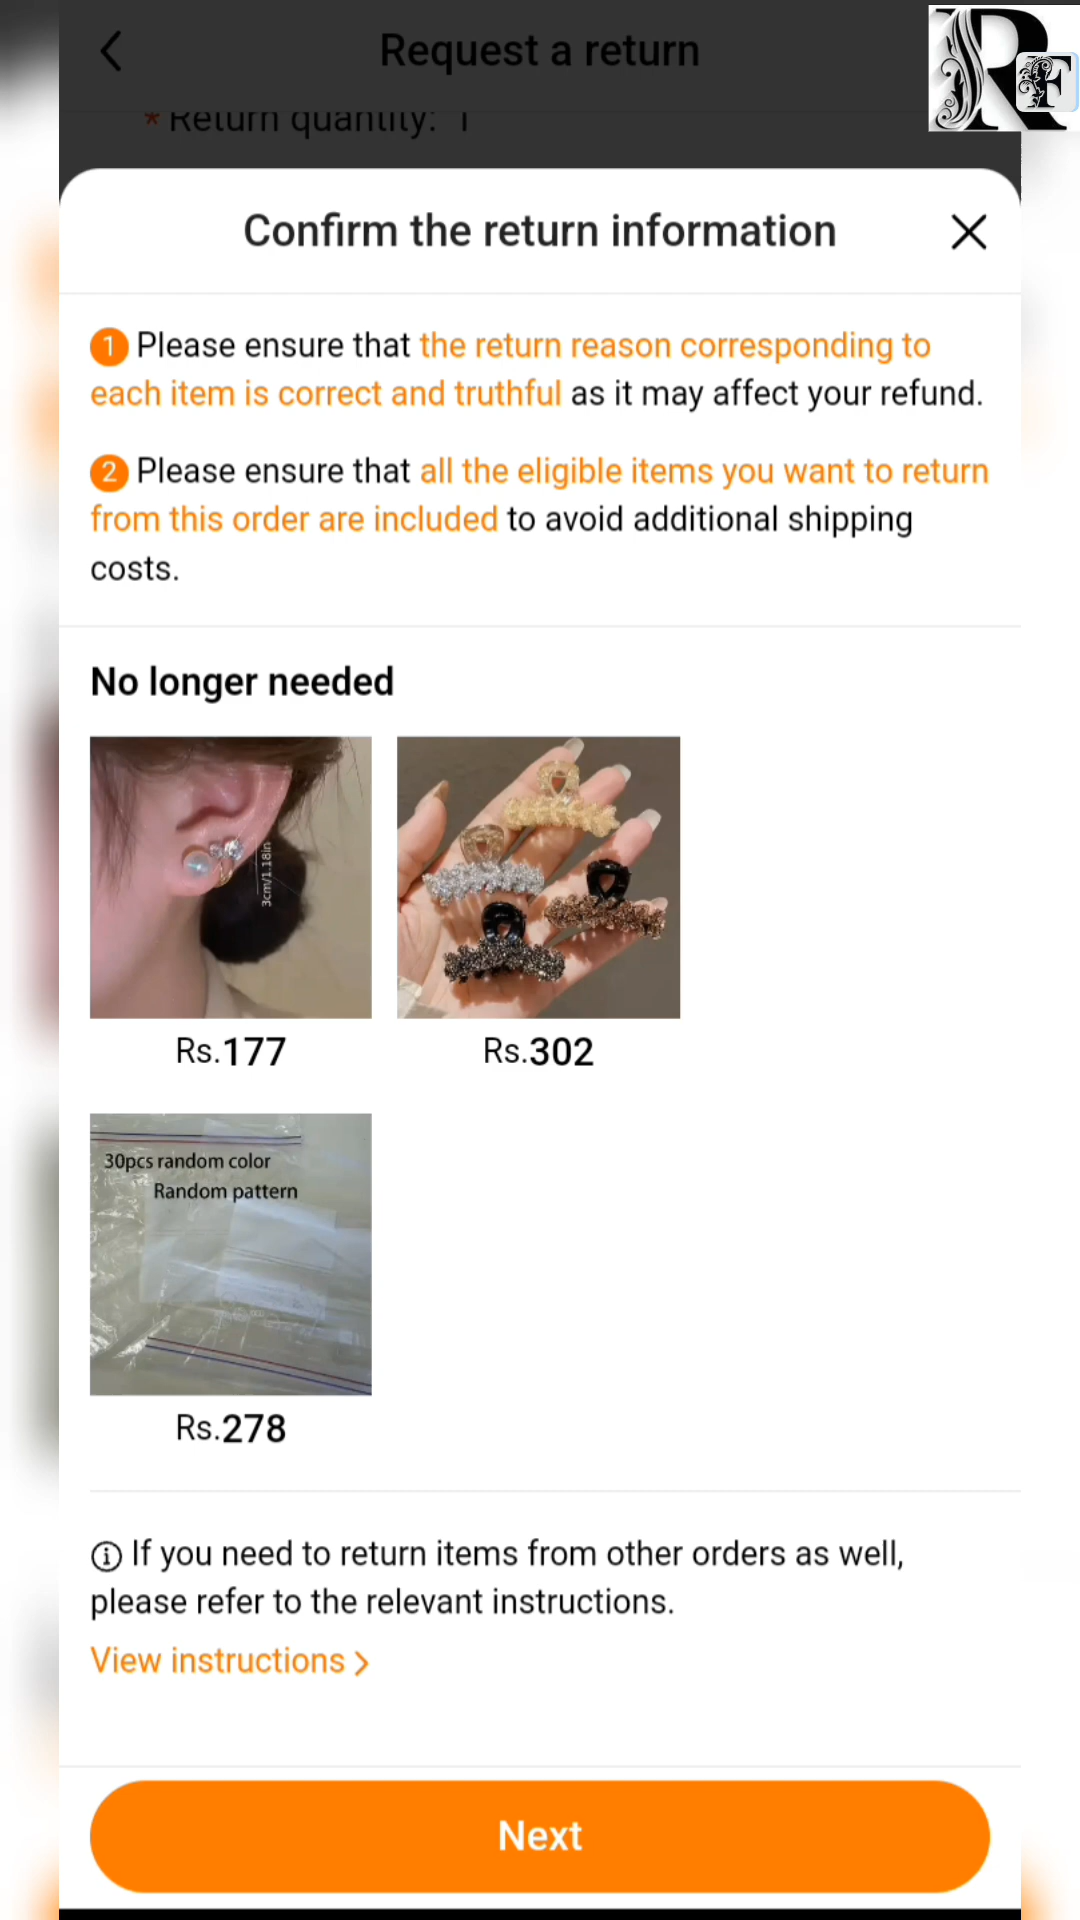 Request a return
* Return quantity: 1
Confirm the return information
1 Please ensure that the return reason corresponding to
each item is correct and truthful as it may affect your refund.
2 Please ensure that all the eligible items you want to return
from this order are included to avoid additional shipping
costs.
No longer needed
3cm/1.18in
Rs.177
Rs.302
30pcs random color
Random pattern
Rs.278
If you need to return items from other orders as well,
please refer to the relevant instructions.
View instructions >
Next
R
F